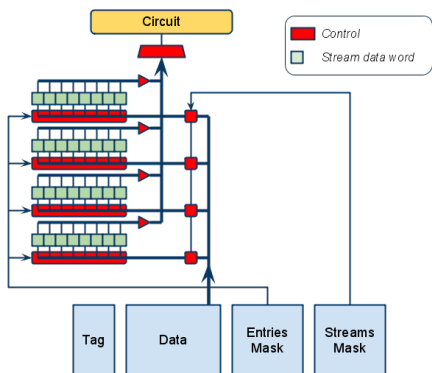 Circuit
Control
Stream data word
Tag
Data
Entries
Mask
Streams
Mask